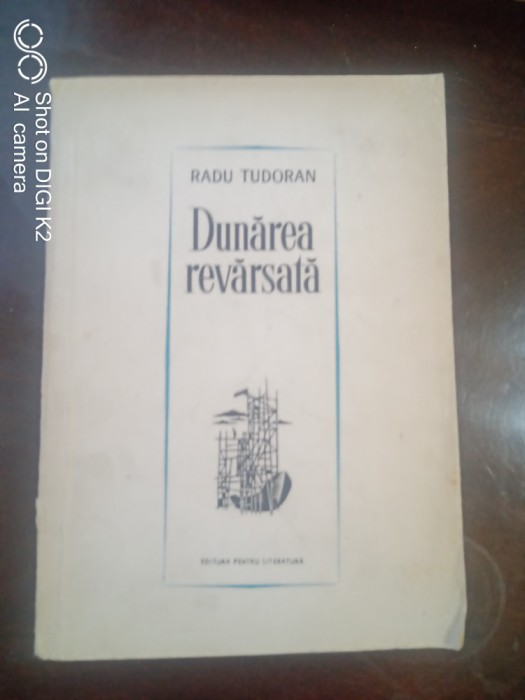 RADU TUDORAN
Dunărea
revărsată
EDITURA PENTRU LITERATURĂ
Shot on DIGI K2
AI camera